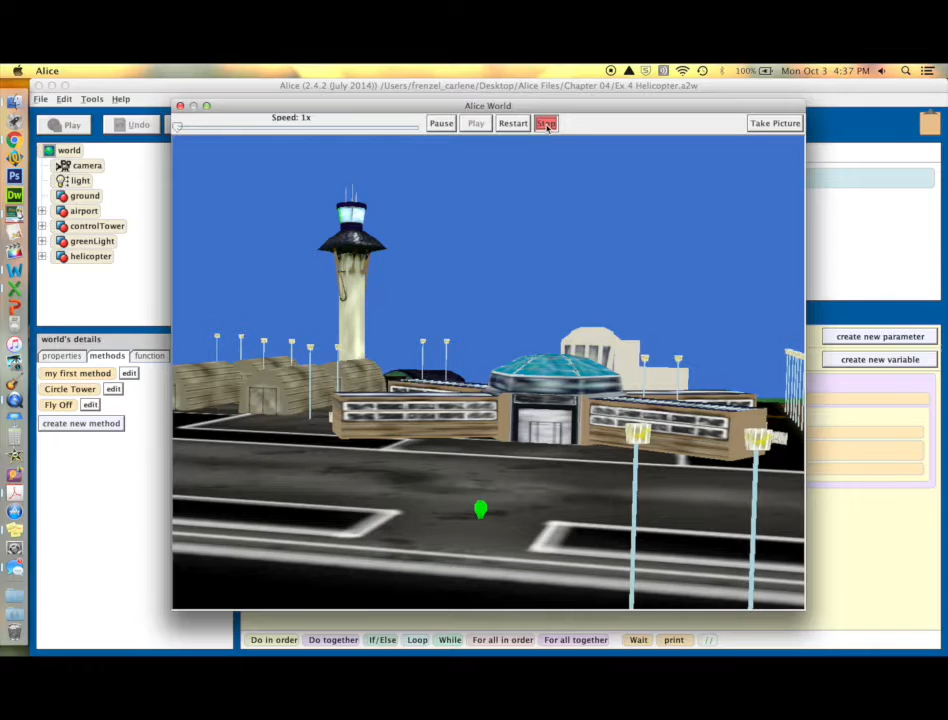 Alice
100%
Mon Oct 3 4:37 PM
Alice (2.4.2 (July 2014)) /Users/frenzel_carlene/Desktop/Alice Files/Chapter 04/Ex 4 Helicopter.a2w
File Edit Tools Help
Alice World
Play Undo
Speed: 1x
Pause Play Restart Stop Take Picture
world
camera
light
ground
airport
controlTower
greenLight
helicopter
world's details
properties methods function
create new parameter
create new variable
my first method edit
Circle Tower edit
Fly Off edit
create new method
Do in order Do together If/Else Loop While For all in order For all together Wait print //